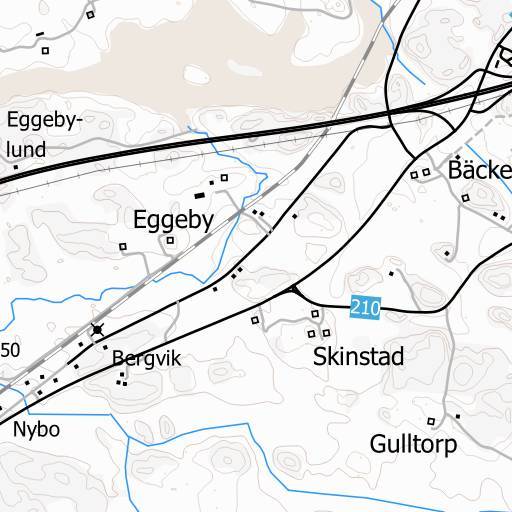 Eggeby-
lund
Bäcke
Eggeby
210
50
Bergvik
Skinstad
Nybo
Gulltorp